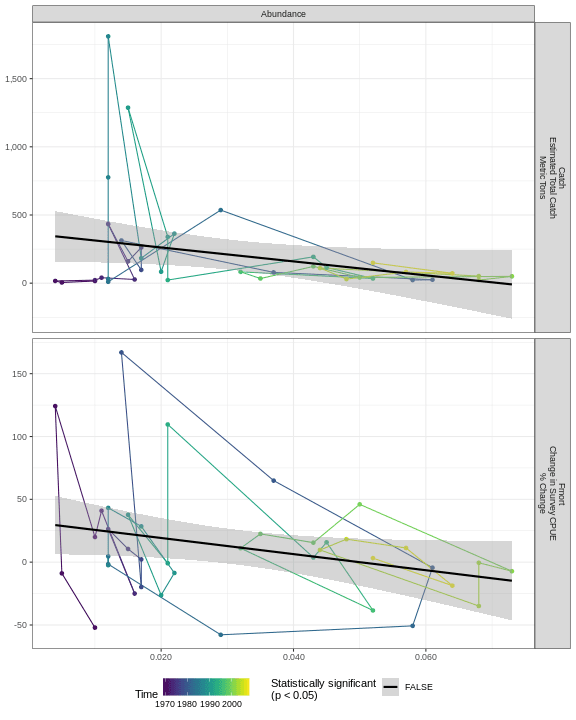 Abundance
1,500
1,000
500
0
Catch
Estimated Total Catch
Metric Tons
150
100
50
0
-50
Fmort
Change in Survey CPUE
% Change
0.020
0.040
0.060
Time
1970 1980 1990 2000
Statistically significant
(p < 0.05)
FALSE